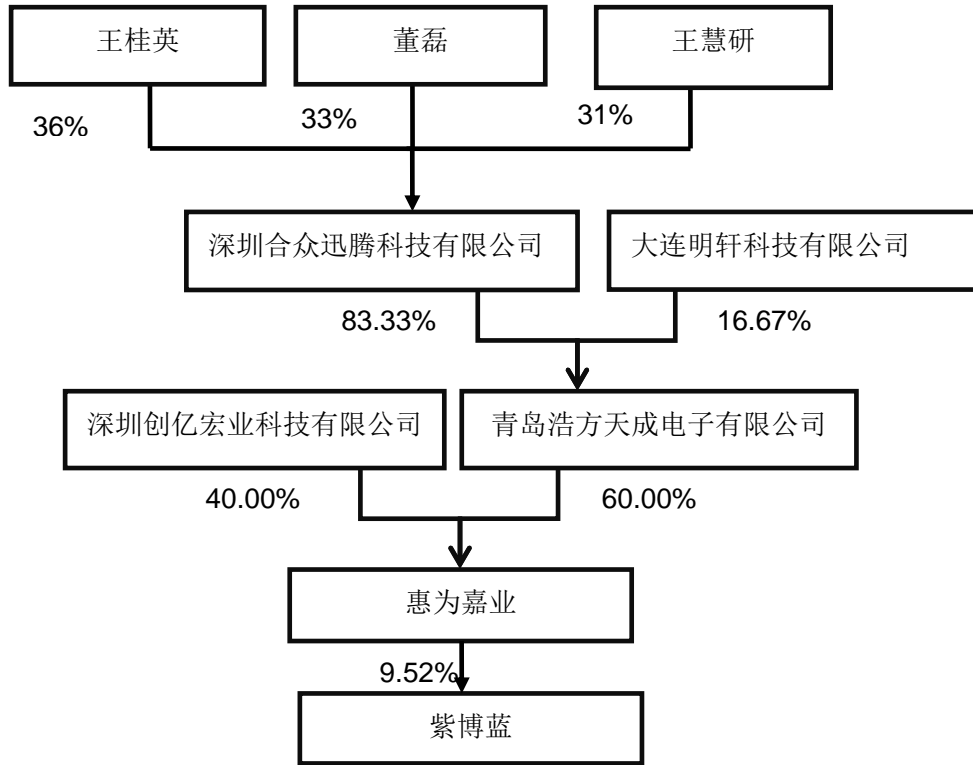 王桂英
董磊
王慧研
36%
33%
31%
深圳合众迅腾科技有限公司
大连明轩科技有限公司
83.33%
16.67%
深圳创亿宏业科技有限公司
青岛浩方天成电子有限公司
40.00%
60.00%
惠为嘉业
9.52%
紫博蓝